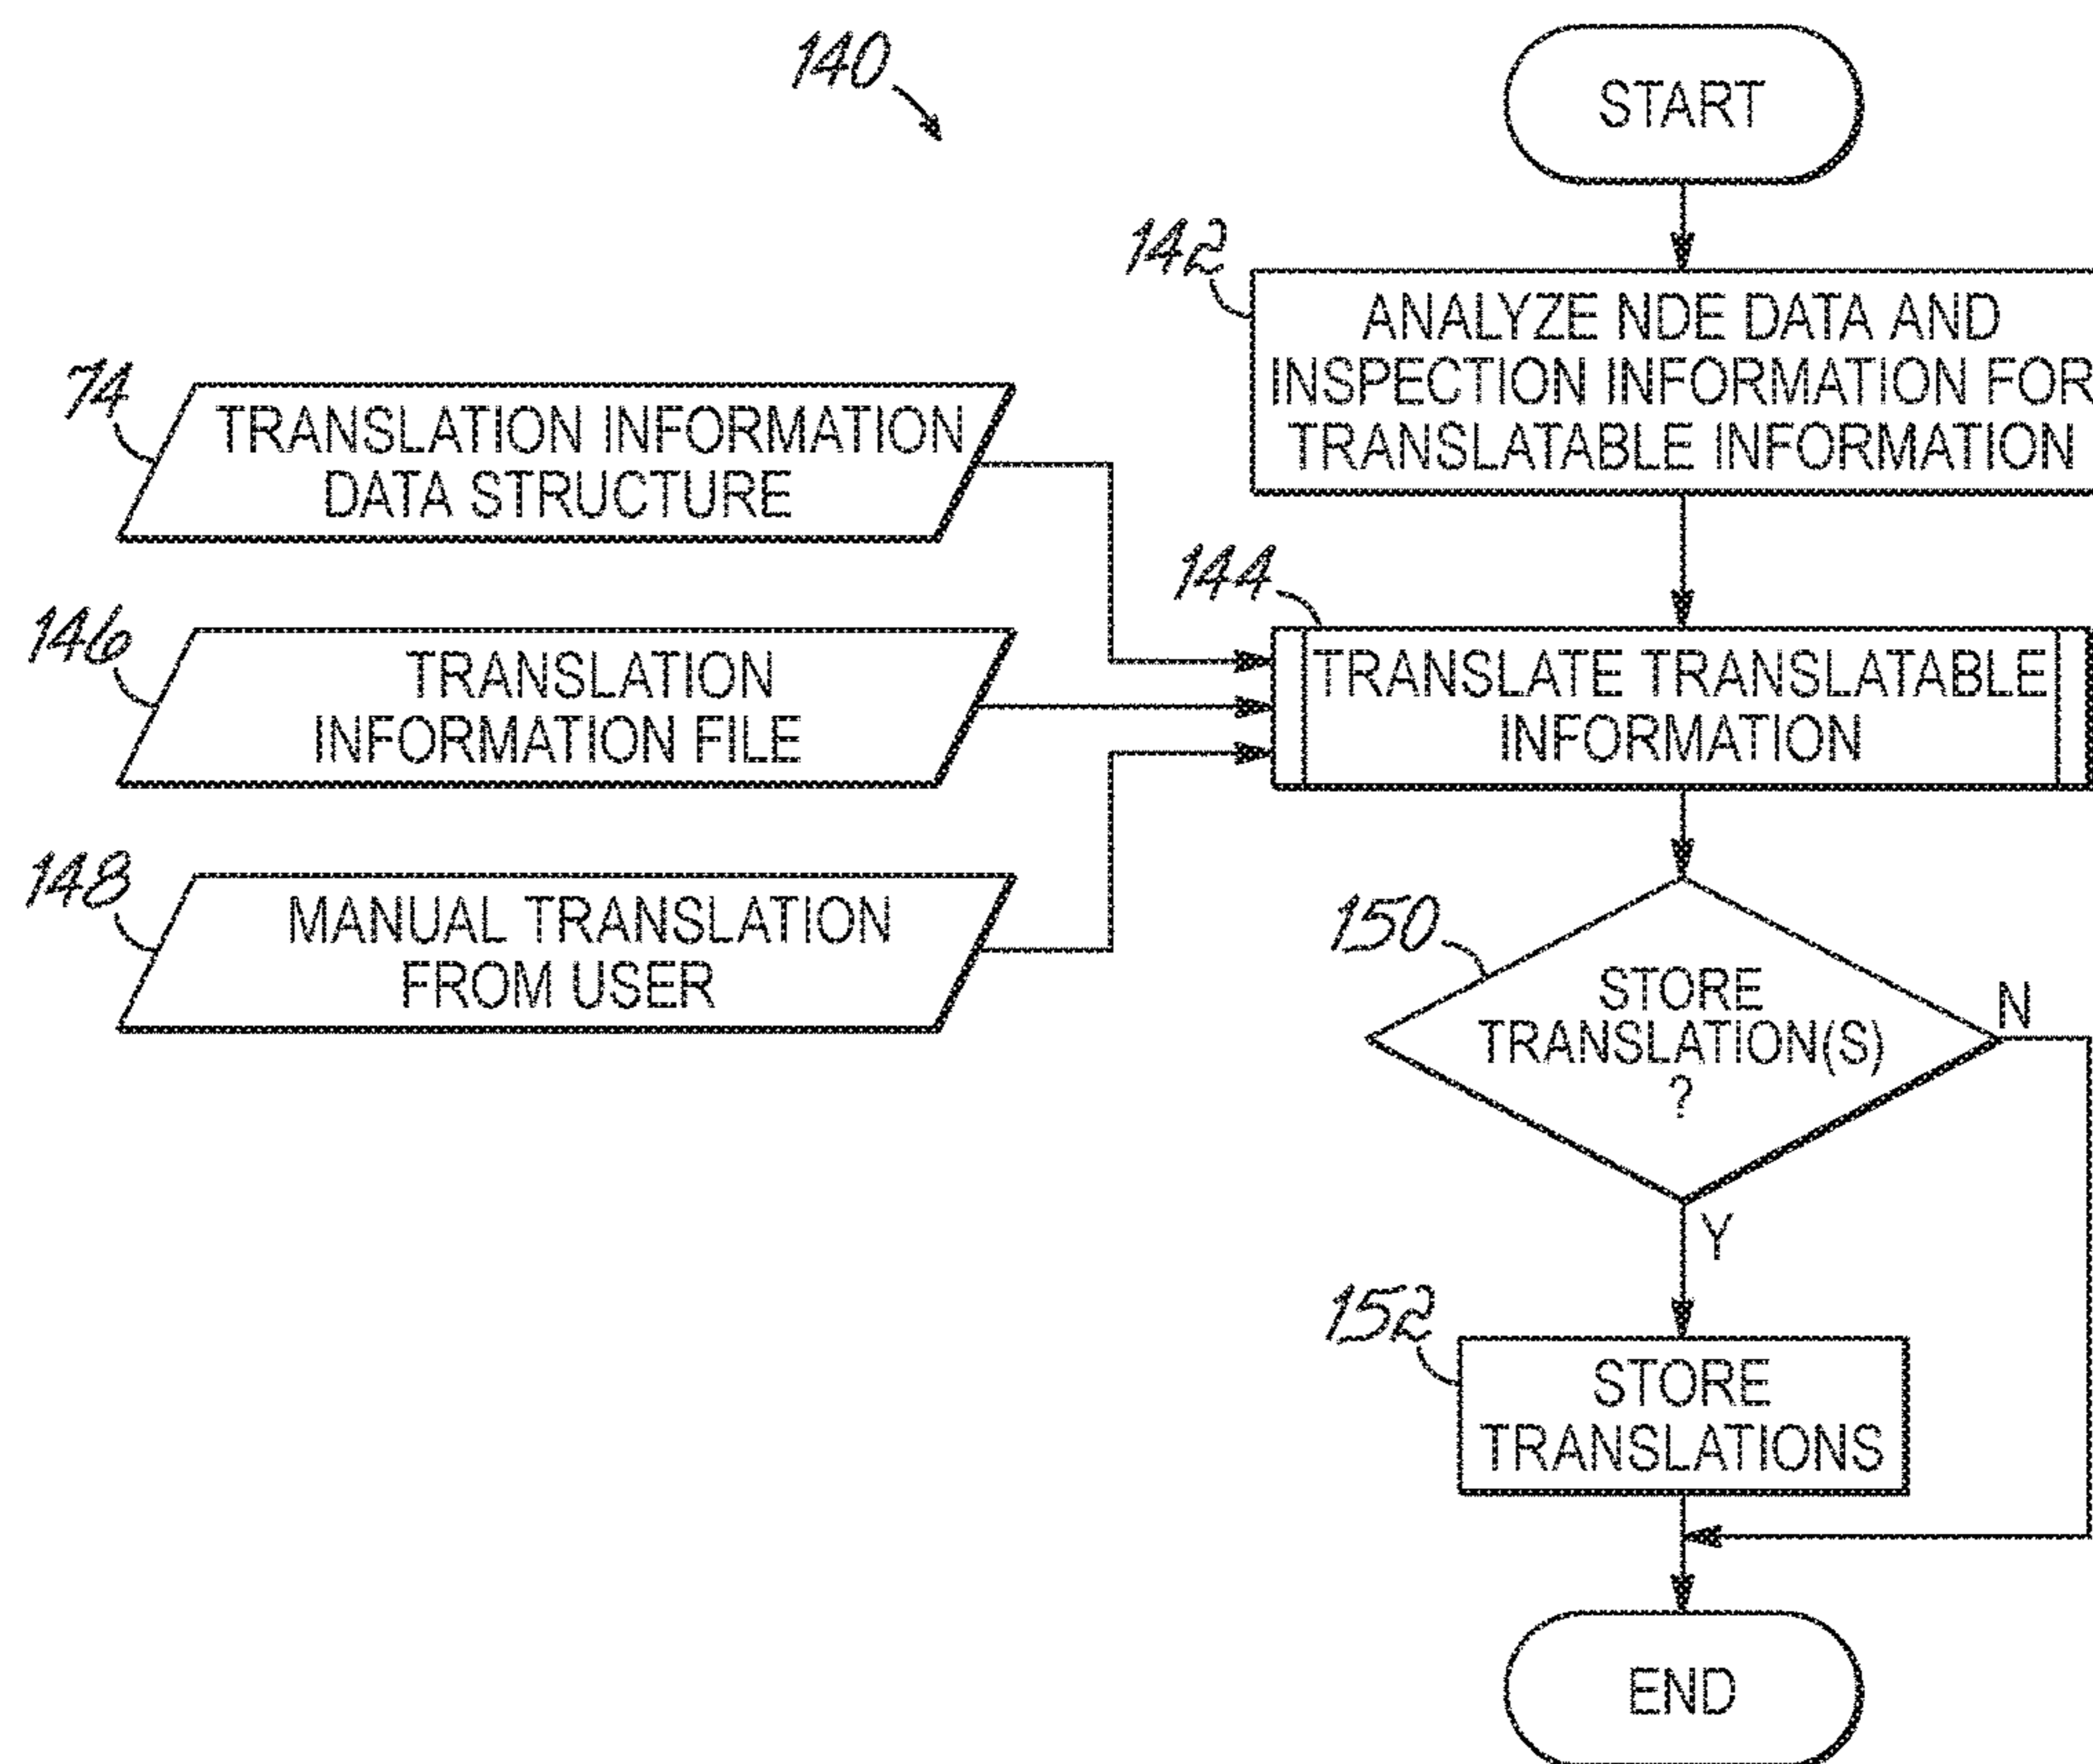 140
START
142
ANALYZE NDE DATA AND
INSPECTION INFORMATION FOR
TRANSLATABLE INFORMATION
74
TRANSLATION INFORMATION
DATA STRUCTURE
144
TRANSLATE TRANSLATABLE
INFORMATION
146
TRANSLATION
INFORMATION FILE
148
MANUAL TRANSLATION
FROM USER
150
STORE
TRANSLATION(S)
?
N
Y
152
STORE
TRANSLATIONS
END